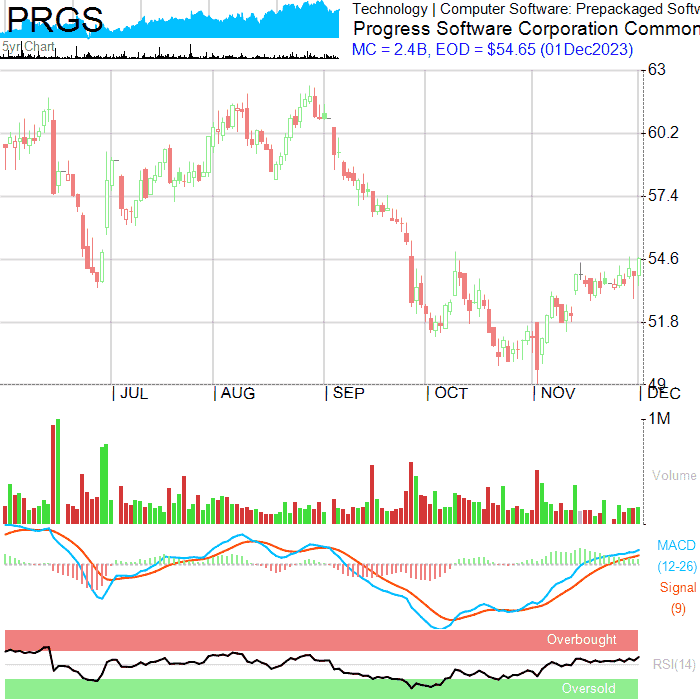 PRGS
5yr Chart
Technology | Computer Software: Prepackaged Softw
Progress Software Corporation Common
MC = 2.4B, EOD = $54.65 (01Dec2023)
63
60.2
57.4
54.6
51.8
49
JUL
AUG
SEP
OCT
NOV
DEC
1M
Volume
MACD
(12-26)
Signal
(9)
Overbought
RSI(14)
Oversold